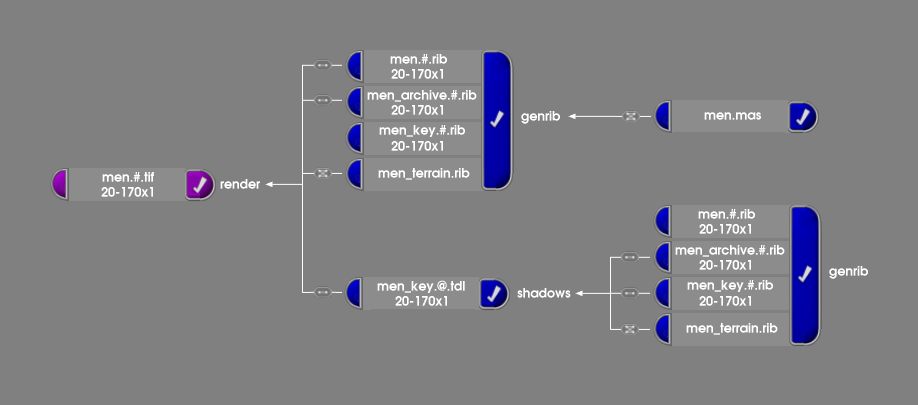 men.#.tif
20-170x1
render
men.#.rib
20-170x1
men_archive.#.rib
20-170x1
men_key.#.rib
20-170x1
men_terrain.rib
genrib
men.mas
men_key.@.tdl
20-170x1
shadows
men.#.rib
20-170x1
men_archive.#.rib
20-170x1
men_key.#.rib
20-170x1
men_terrain.rib
genrib